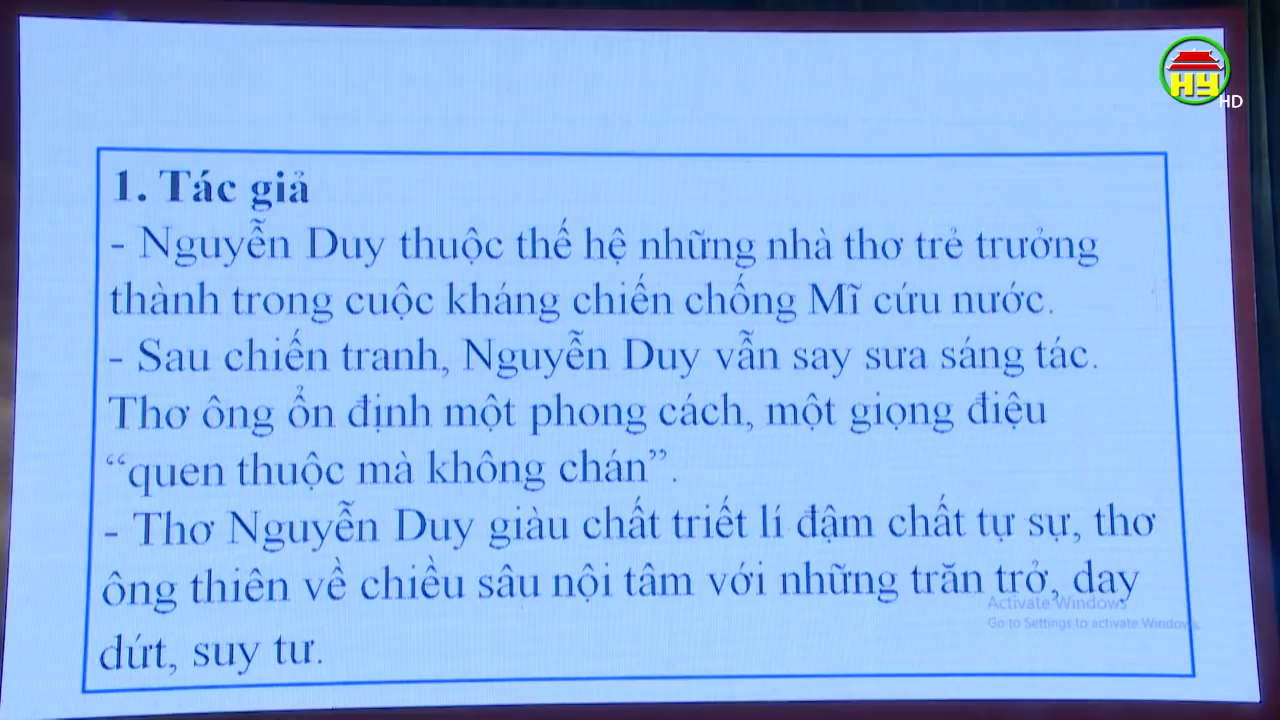 HY
HD
1. Tác giả
- Nguyễn Duy thuộc thế hệ những nhà thơ trẻ trưởng
thành trong cuộc kháng chiến chống Mĩ cứu nước.
- Sau chiến tranh, Nguyễn Duy vẫn say sưa sáng tác.
Thơ ông ổn định một phong cách, một giọng điệu
“quen thuộc mà không chán”.
- Thơ Nguyễn Duy giàu chất triết lí đậm chất tự sự, thơ
ông thiên về chiều sâu nội tâm với những trăn trở, day
dứt, suy tư.
Activate Windows
Go to Settings to activate Windows.